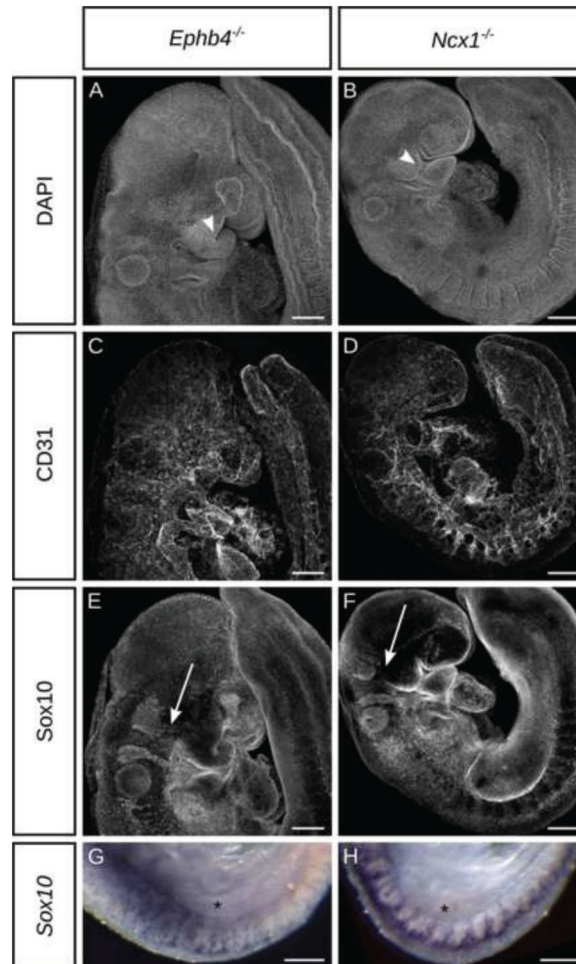 Ephb4-/- Ncx1-/-
DAPI
A B
CD31
C D
Sox10
E F
Sox10
G * H *